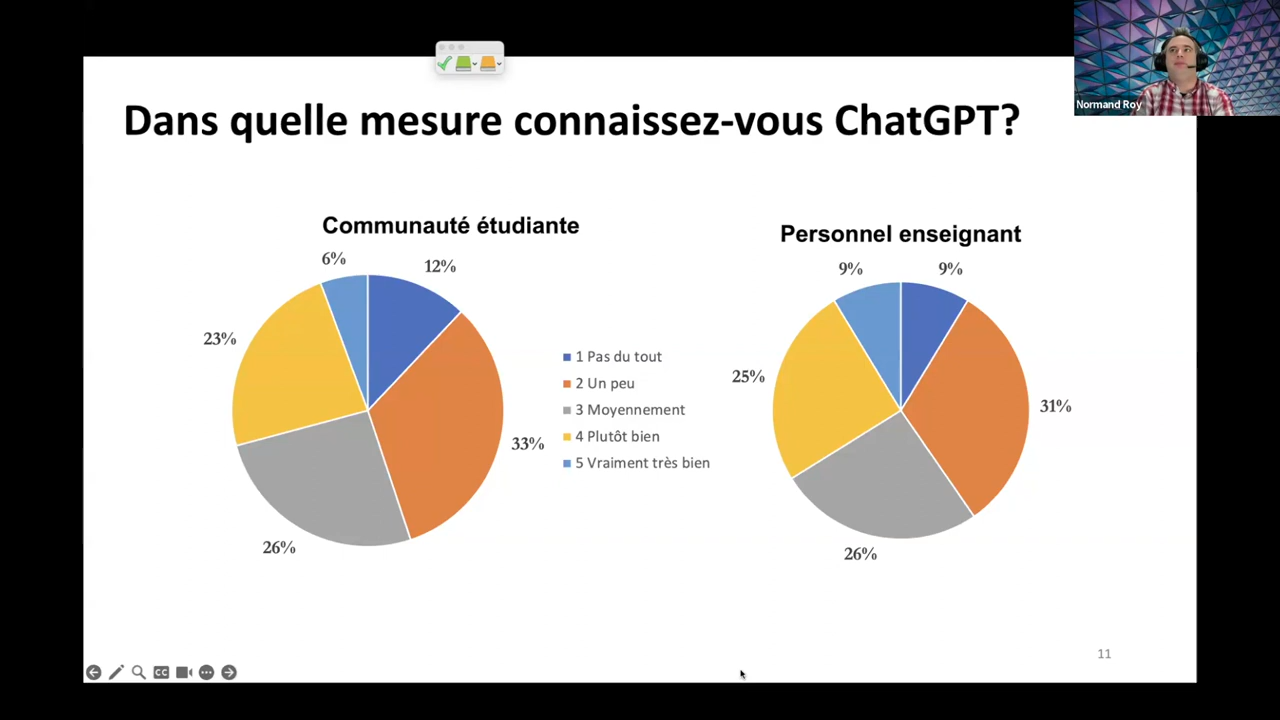 Normand Roy
Dans quelle mesure connaissez-vous ChatGPT?
Communauté étudiante
6%
12%
23%
33%
26%
1 Pas du tout
2 Un peu
3 Moyennement
4 Plutôt bien
5 Vraiment très bien
Personnel enseignant
9%
9%
25%
31%
26%
CC
11